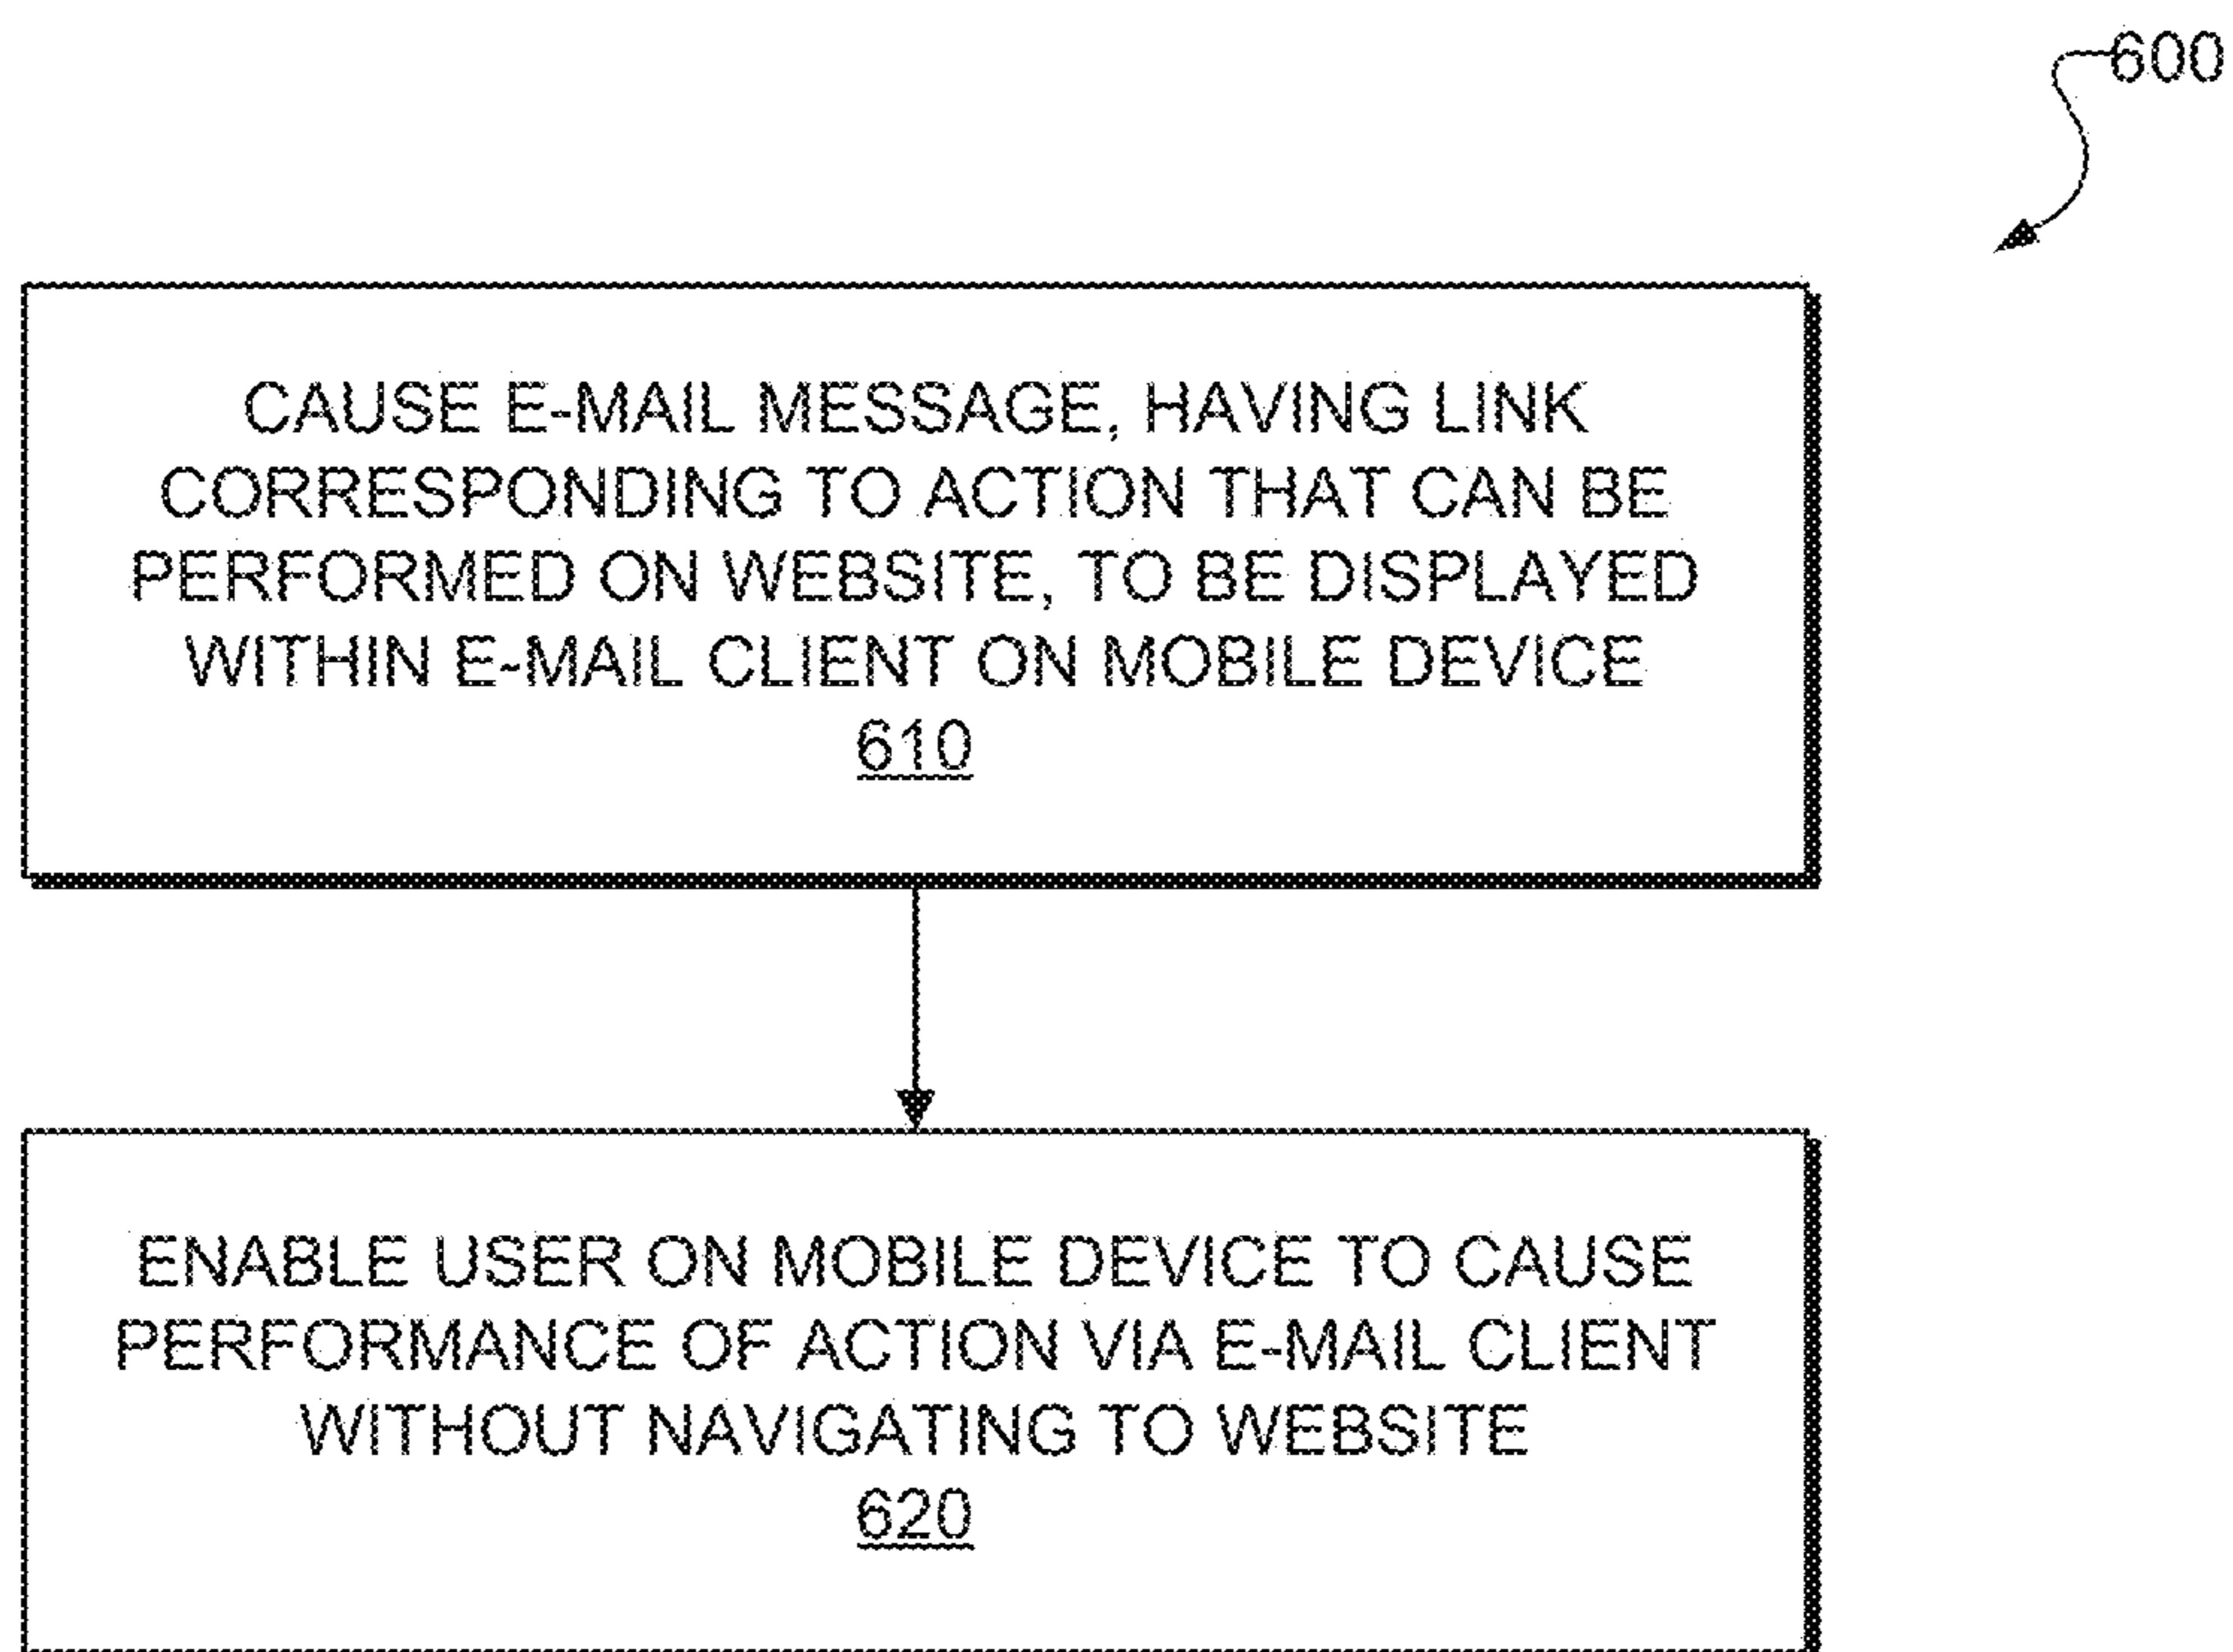 600
CAUSE E-MAIL MESSAGE, HAVING LINK
CORRESPONDING TO ACTION THAT CAN BE
PERFORMED ON WEBSITE, TO BE DISPLAYED
WITHIN E-MAIL CLIENT ON MOBILE DEVICE
610
ENABLE USER ON MOBILE DEVICE TO CAUSE
PERFORMANCE OF ACTION VIA E-MAIL CLIENT
WITHOUT NAVIGATING TO WEBSITE
620